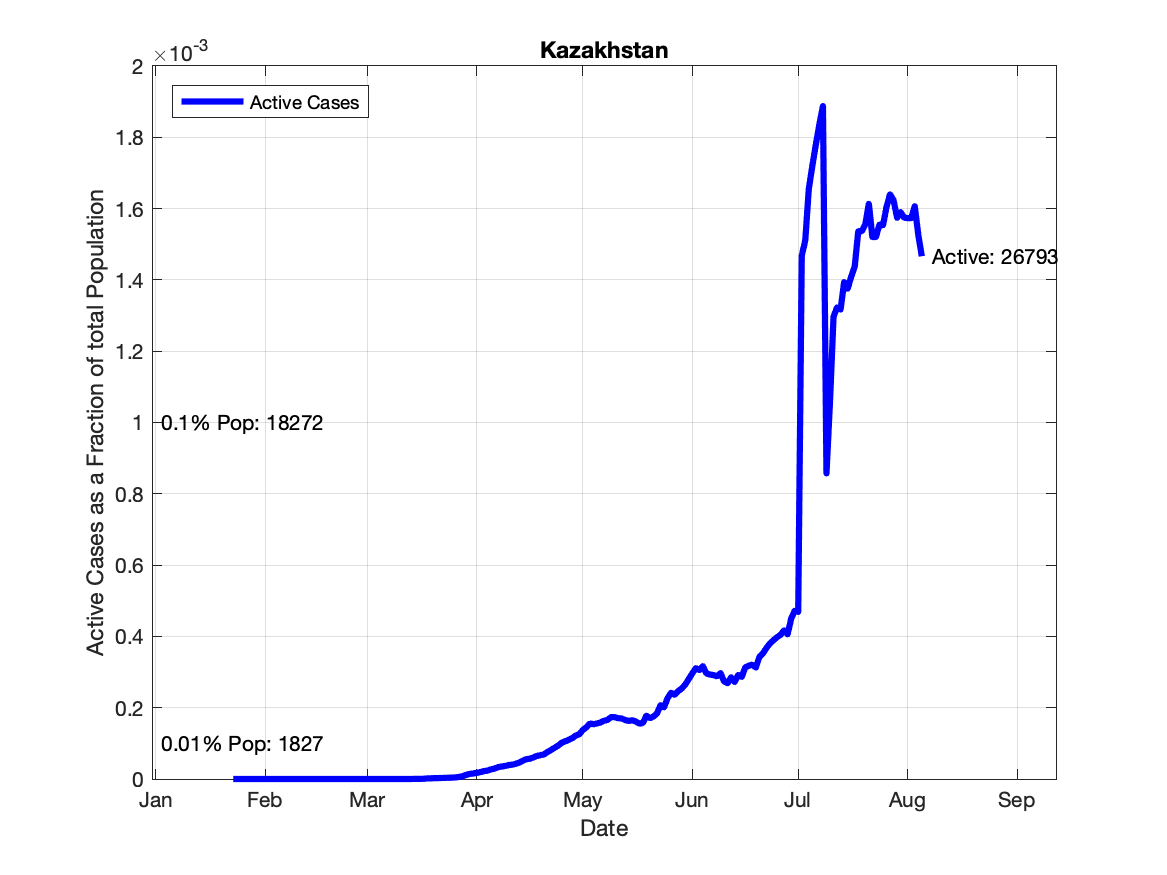 Kazakhstan
×10-3
2
1.8
1.6
1.4
1.2
1
0.8
0.6
0.4
0.2
0
Active Cases
Active: 26793
0.1% Pop: 18272
0.01% Pop: 1827
Active Cases as a Fraction of total Population
Jan Feb Mar Apr May Jun Jul Aug Sep
Date